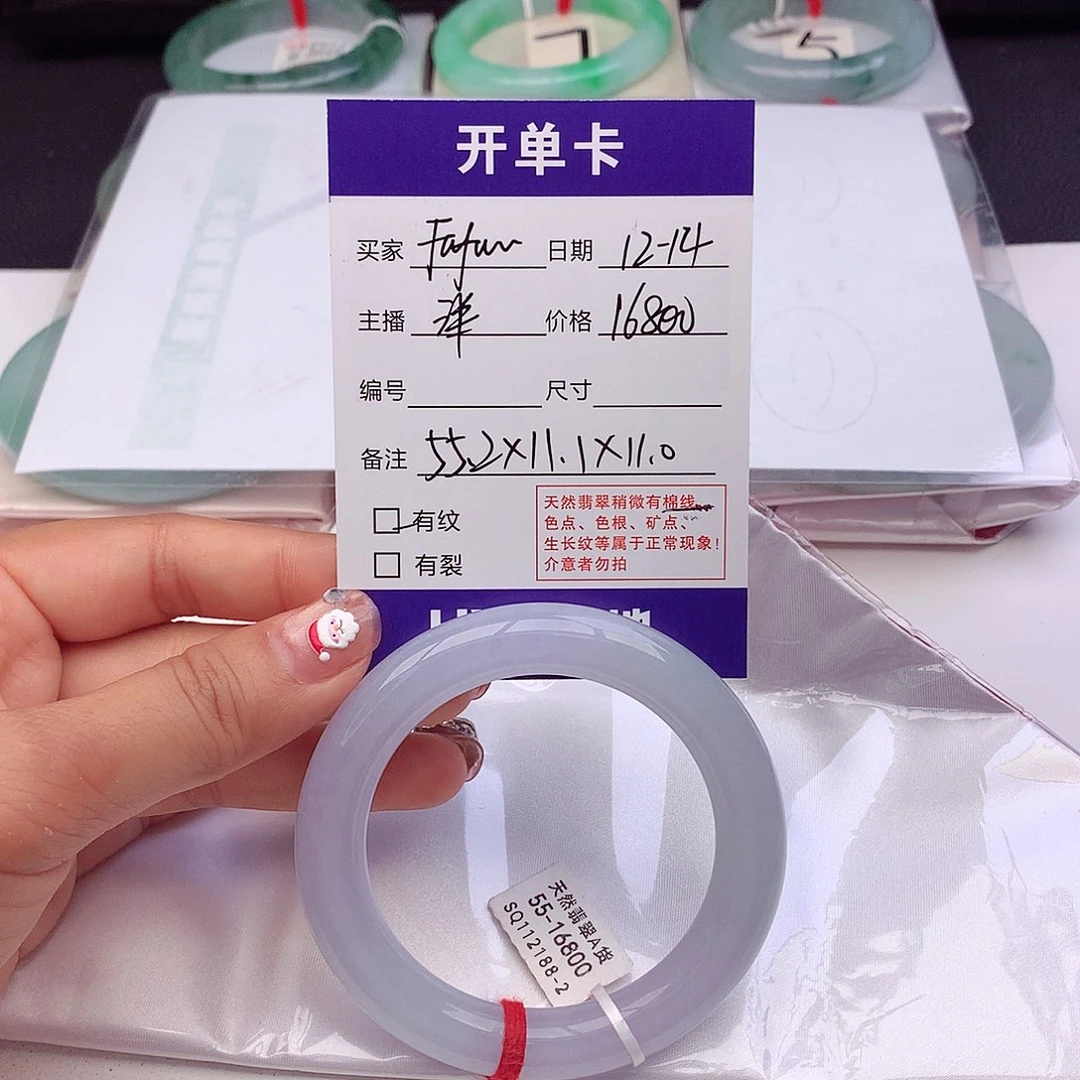 7
5
开单卡
买家 日期 12-14
主播 洋 价格 16800
编号 尺寸
备注 55.2×11.1×11.0
有纹
有裂
天然翡翠稍微有棉线、
色点、色根、矿点、
生长纹等属于正常现象!
介意者勿拍
天然翡翠A货
55-16800
SQ112188-2